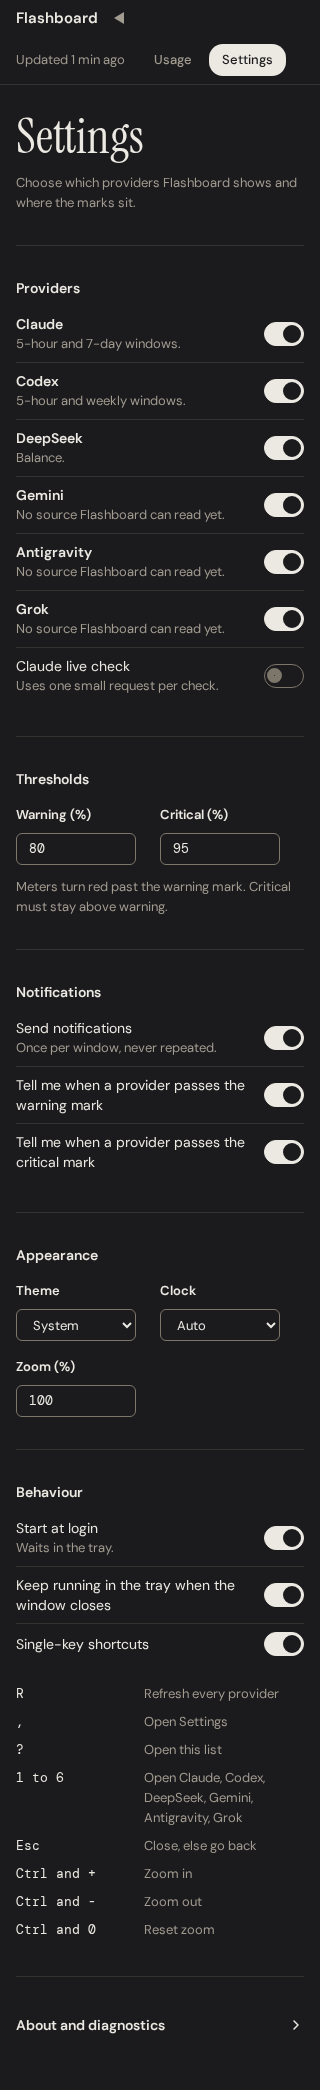 Flashboard
Updated 1 min ago
Usage
Settings
Settings
Choose which providers Flashboard shows and
where the marks sit.
Providers
Claude
5-hour and 7-day windows.
Codex
5-hour and weekly windows.
DeepSeek
Balance.
Gemini
No source Flashboard can read yet.
Antigravity
No source Flashboard can read yet.
Grok
No source Flashboard can read yet.
Claude live check
Uses one small request per check.
Thresholds
Warning (%)
Critical (%)
80
95
Meters turn red past the warning mark. Critical
must stay above warning.
Notifications
Send notifications
Once per window, never repeated.
Tell me when a provider passes the
warning mark
Tell me when a provider passes the
critical mark
Appearance
Theme
Clock
System
Auto
Zoom (%)
100
Behaviour
Start at login
Waits in the tray.
Keep running in the tray when the
window closes
Single-key shortcuts
R
Refresh every provider
,
Open Settings
?
Open this list
1 to 6
Open Claude, Codex,
DeepSeek, Gemini,
Antigravity, Grok
Esc
Close, else go back
Ctrl and +
Zoom in
Ctrl and -
Zoom out
Ctrl and 0
Reset zoom
About and diagnostics